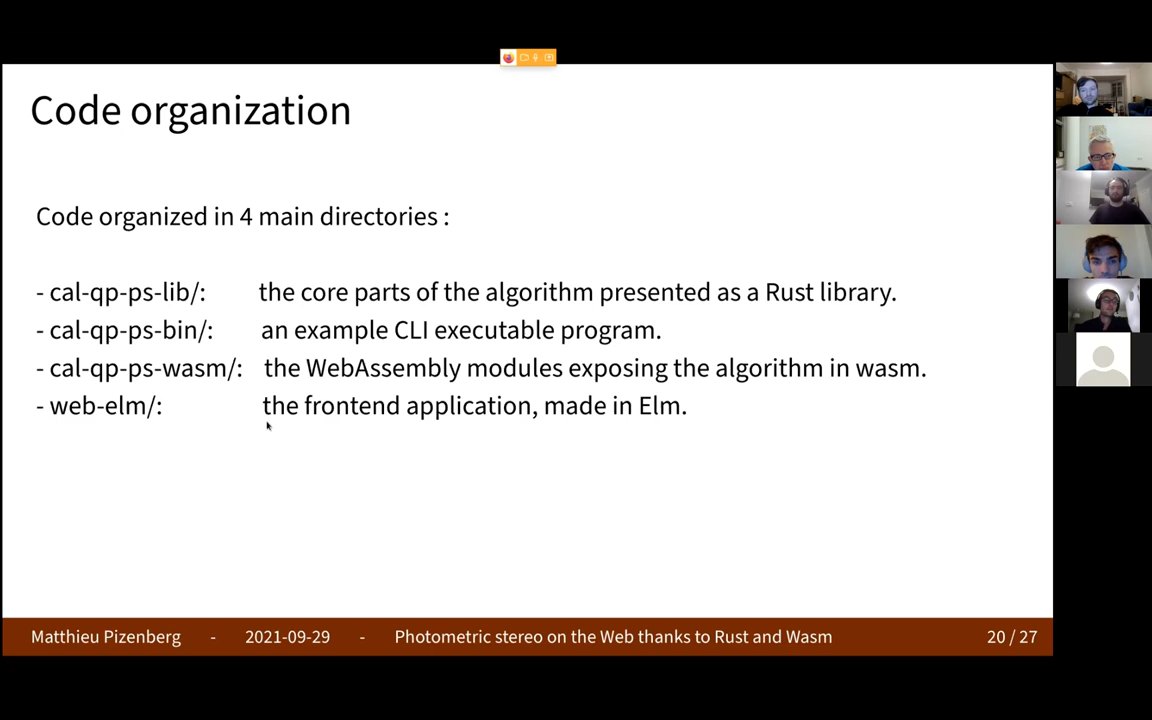 Code organization
Code organized in 4 main directories :
- cal-qp-ps-lib/: the core parts of the algorithm presented as a Rust library.
- cal-qp-ps-bin/: an example CLI executable program.
- cal-qp-ps-wasm/: the WebAssembly modules exposing the algorithm in wasm.
- web-elm/: the frontend application, made in Elm.
Matthieu Pizenberg - 2021-09-29 - Photometric stereo on the Web thanks to Rust and Wasm 20 / 27